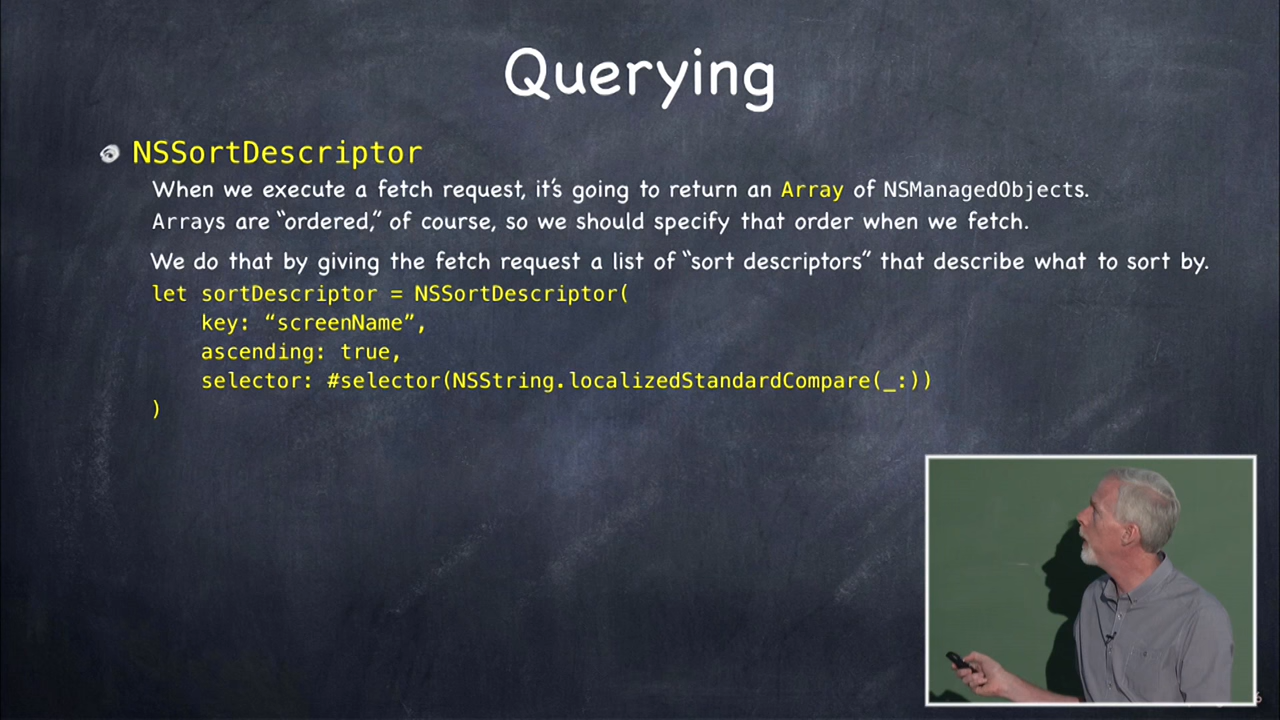 Querying
NSSortDescriptor
When we execute a fetch request, it's going to return an Array of NSManagedObjects.
Arrays are “ordered,” of course, so we should specify that order when we fetch.
We do that by giving the fetch request a list of “sort descriptors” that describe what to sort by.
let sortDescriptor = NSSortDescriptor(
key: “screenName”,
ascending: true,
selector: #selector(NSString.localizedStandardCompare(_:))
)